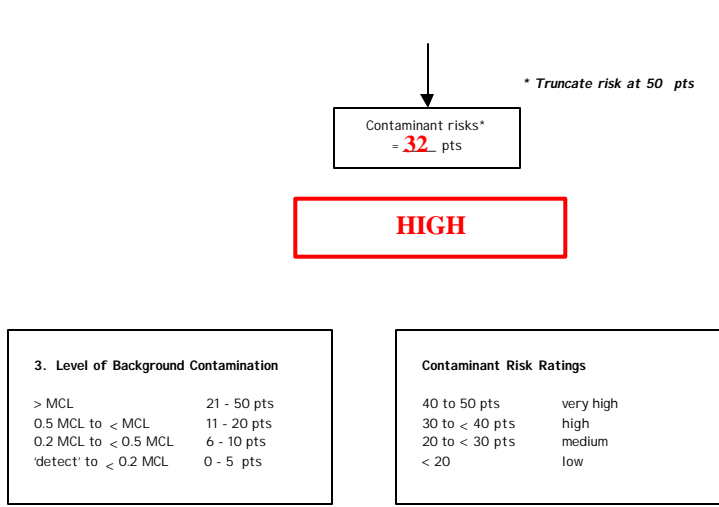 * Truncate risk at 50 pts
Contaminant risks*
= 32 pts
HIGH
3. Level of Background Contamination
> MCL 21 - 50 pts
0.5 MCL to < MCL 11 - 20 pts
0.2 MCL to < 0.5 MCL 6 - 10 pts
'detect' to < 0.2 MCL 0 - 5 pts
Contaminant Risk Ratings
40 to 50 pts very high
30 to < 40 pts high
20 to < 30 pts medium
< 20 low